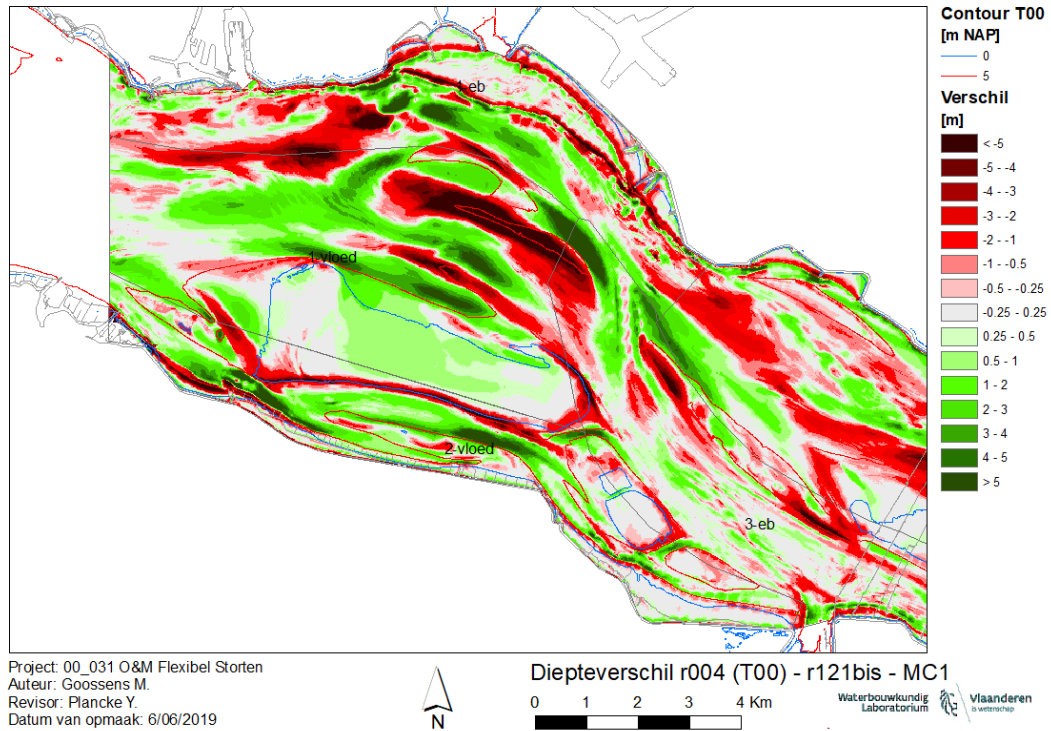 Contour T00
[m NAP]
0
5
Verschil
[m]
< -5
-5 - -4
-4 - -3
-3 - -2
-2 - -1
-1 - -0.5
-0.5 - -0.25
-0.25 - 0.25
0.25 - 0.5
0.5 - 1
1 - 2
2 - 3
3 - 4
4 - 5
> 5
1-eb
1-vloed
2-vloed
3-eb
Project: 00_031 O&M Flexibel Storten
Auteur: Goossens M.
Revisor: Plancke Y.
Datum van opmaak: 6/06/2019
N
Diepteverschil r004 (T00) - r121bis - MC1
0 1 2 3 4 Km
Waterbouwkundig
Laboratorium
Vlaanderen
is wetenschap